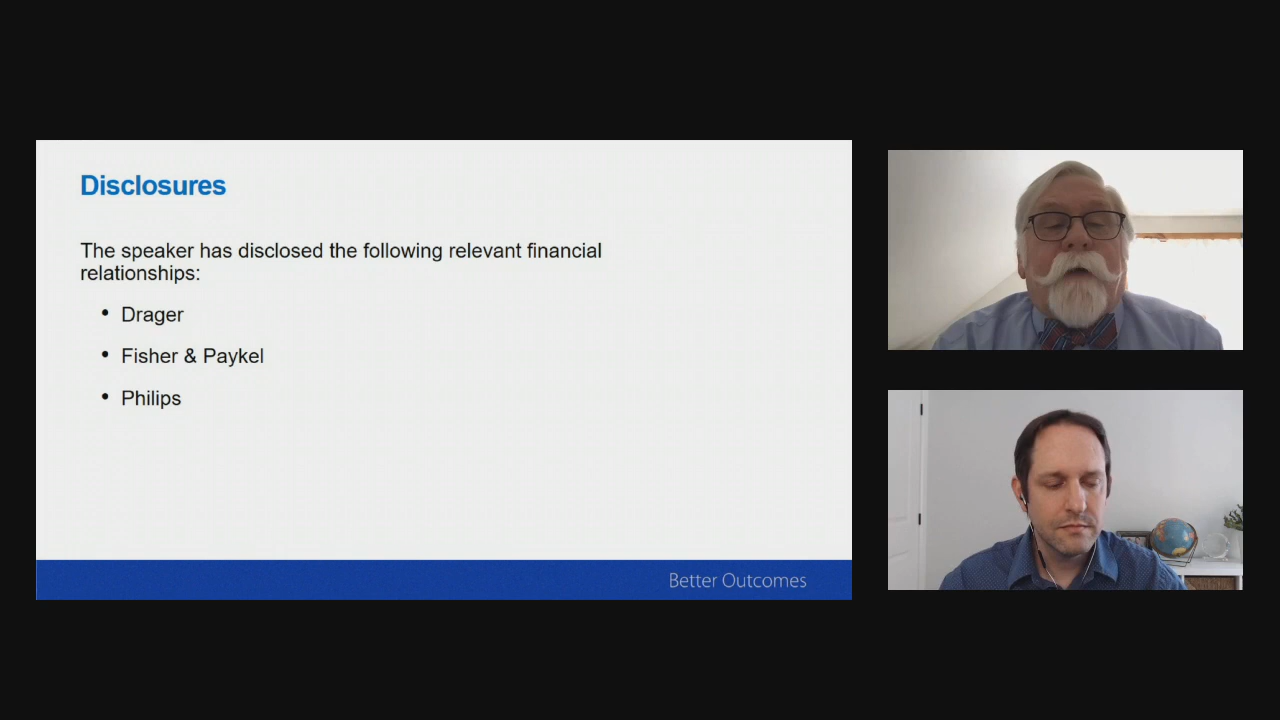 Disclosures
The speaker has disclosed the following relevant financial
relationships:
• Drager
• Fisher & Paykel
• Philips
Better Outcomes